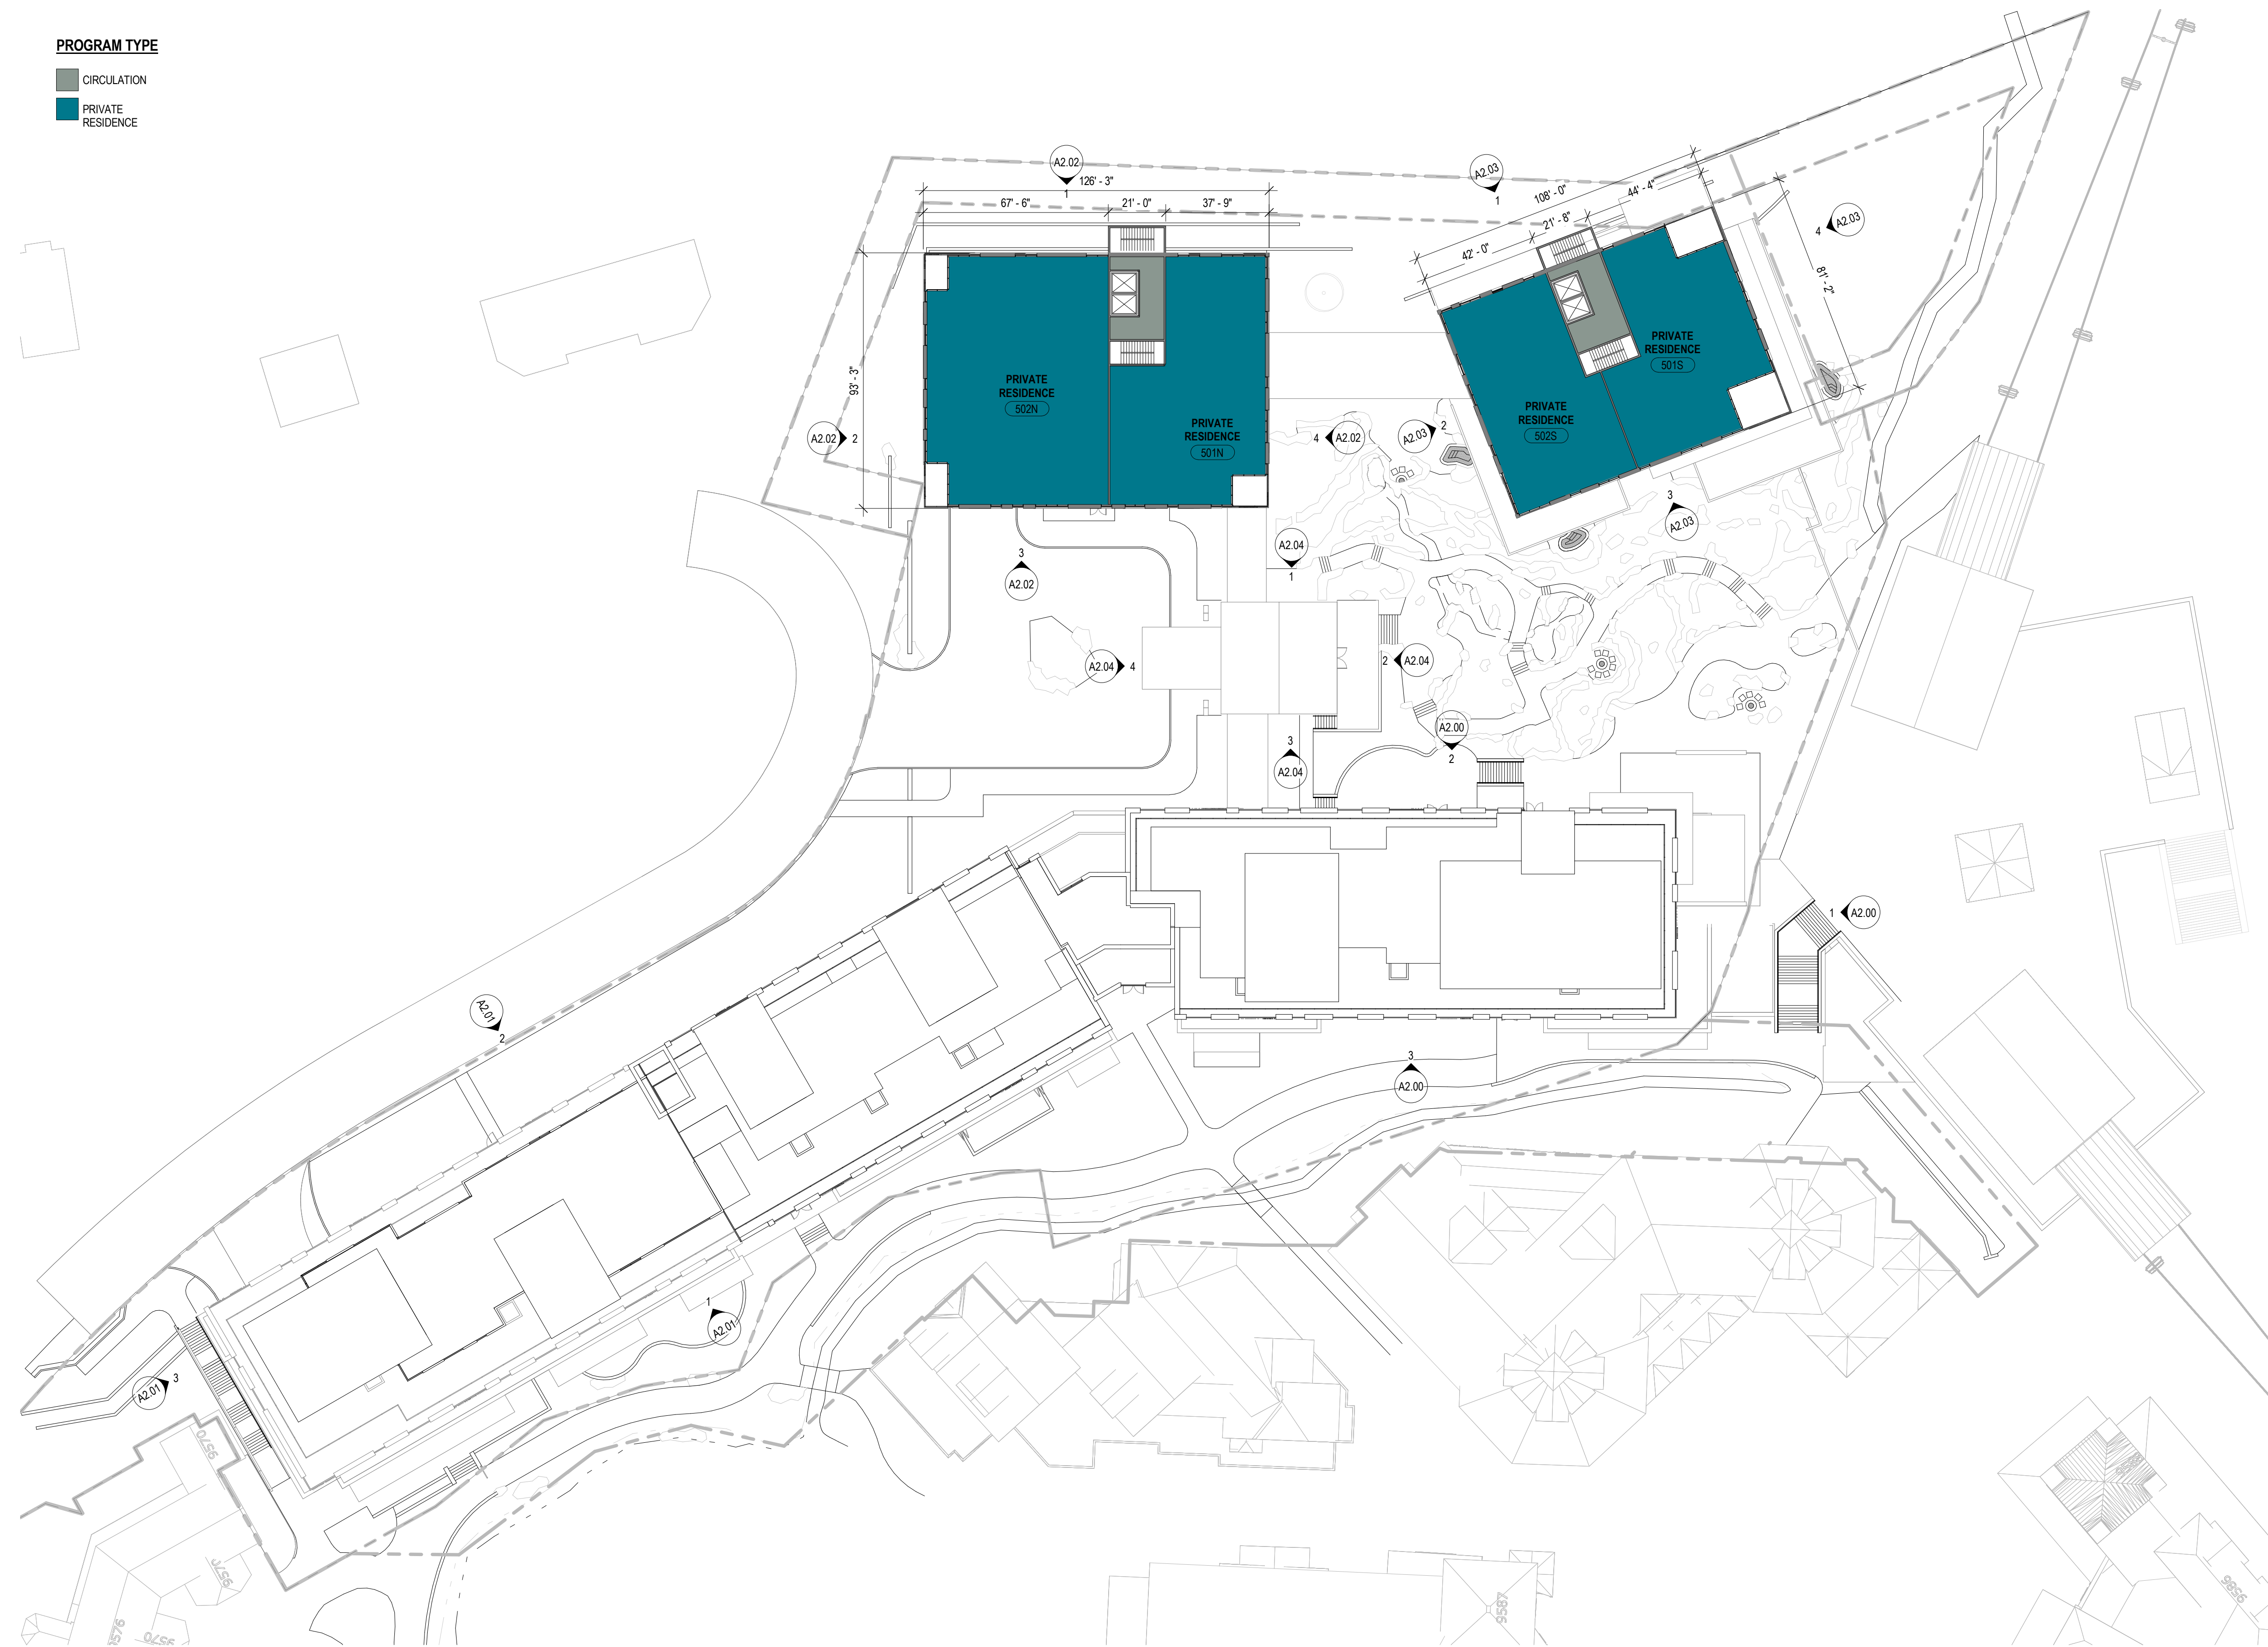 PROGRAM TYPE
CIRCULATION
PRIVATE
RESIDENCE
A2.02
1
126' - 3"
67' - 6"
21' - 0"
37' - 9"
93' - 3"
A2.03
1
108' - 0"
42' - 0"
21' - 8"
44' - 4"
81' - 2"
4
A2.03
PRIVATE
RESIDENCE
502N
PRIVATE
RESIDENCE
501N
PRIVATE
RESIDENCE
501S
PRIVATE
RESIDENCE
502S
A2.02
2
4
A2.02
A2.03
2
3
A2.03
3
A2.02
A2.04
1
A2.04
4
2
A2.04
A2.00
2
3
A2.04
1
A2.00
A2.01
2
3
A2.00
1
A2.01
A2.01
3
9570
9576
9570
9587
9586